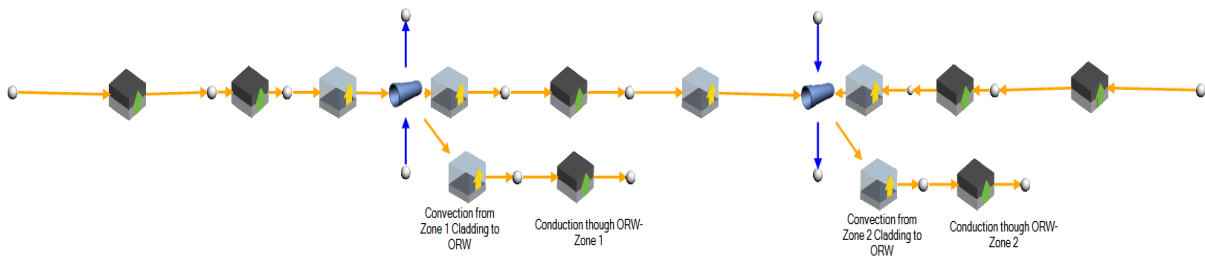 Convection from
Zone 1 Cladding to
ORW
Conduction though ORW-
Zone 1
Convection from
Zone 2 Cladding to
ORW
Conduction though ORW-
Zone 2